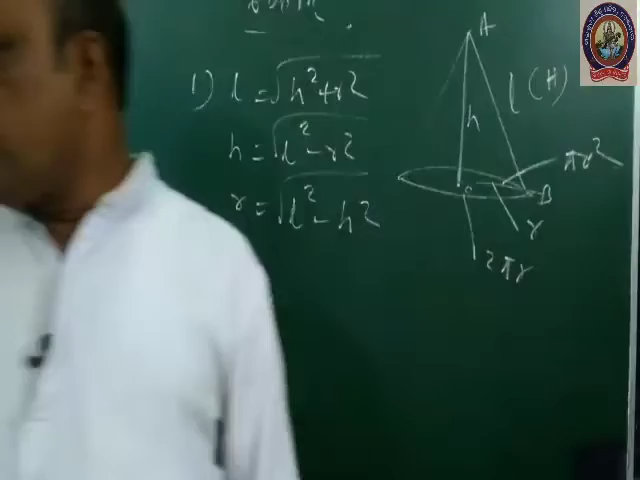 1) l = √h²+r²
h = √l²-r²
r = √l²-h²
A
l (H)
h
πr²
B
r
2πr